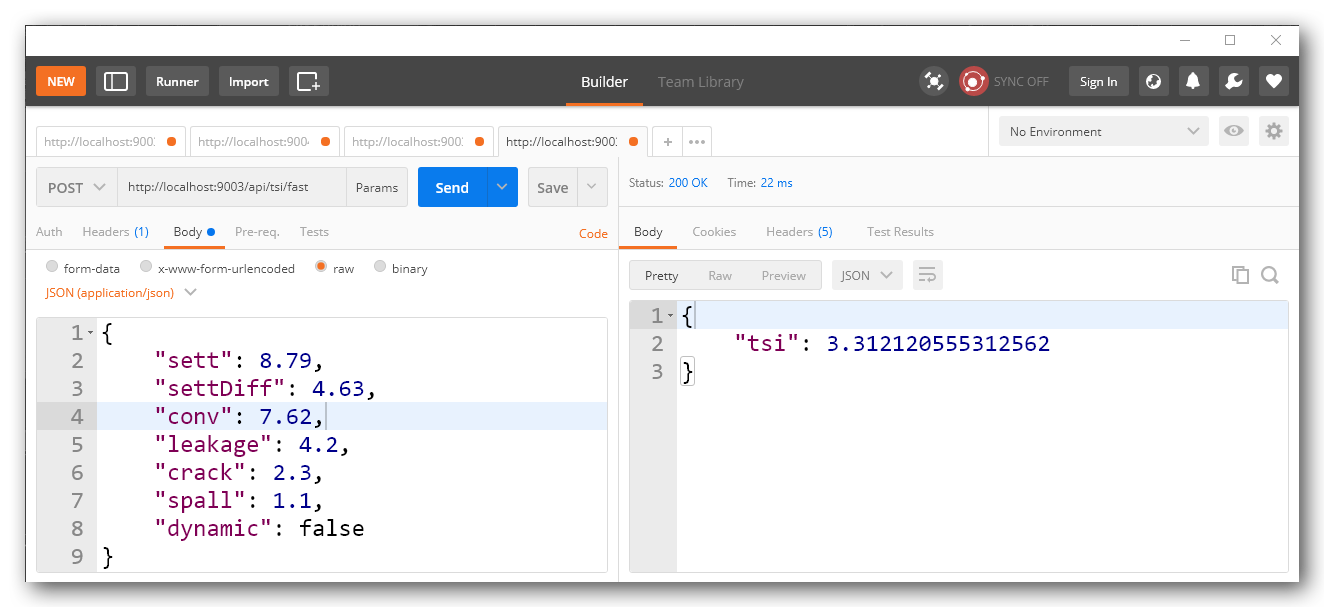 NEW Runner Import Builder Team Library SYNC OFF Sign In
http://localhost:9003 http://localhost:9004 http://localhost:9003 http://localhost:9003 + ••• No Environment
POST http://localhost:9003/api/tsi/fast Params Send Save
Status: 200 OK Time: 22 ms
Auth Headers (1) Body Pre-req. Tests Code
Body Cookies Headers (5) Test Results
form-data x-www-form-urlencoded raw binary
JSON (application/json)
Pretty Raw Preview JSON
1 {
2 "sett": 8.79,
3 "settDiff": 4.63,
4 "conv": 7.62,
5 "leakage": 4.2,
6 "crack": 2.3,
7 "spall": 1.1,
8 "dynamic": false
9 }
1 {
2 "tsi": 3.312120555312562
3 }